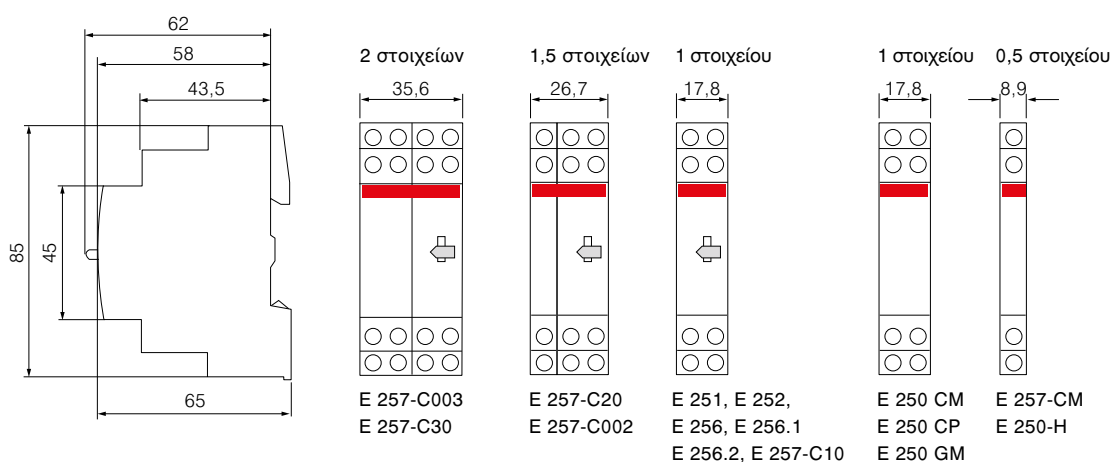 62
58
43,5
85
45
65
2 στοιχείων
35,6
E 257-C003
E 257-C30
1,5 στοιχείων
26,7
E 257-C20
E 257-C002
1 στοιχείου
17,8
E 251, E 252,
E 256, E 256.1
E 256.2, E 257-C10
1 στοιχείου
17,8
E 250 CM
E 250 CP
E 250 GM
0,5 στοιχείου
8,9
E 257-CM
E 250-H